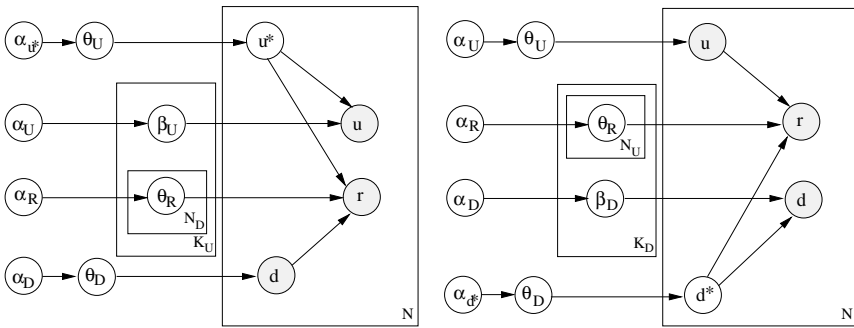 α_u* θ_U u*
α_U β_U u
α_R θ_R r
N_D
K_U
α_D θ_D d
N
α_U θ_U u
α_R θ_R r
N_U
α_D β_D d
K_D
α_d* θ_D d*
N